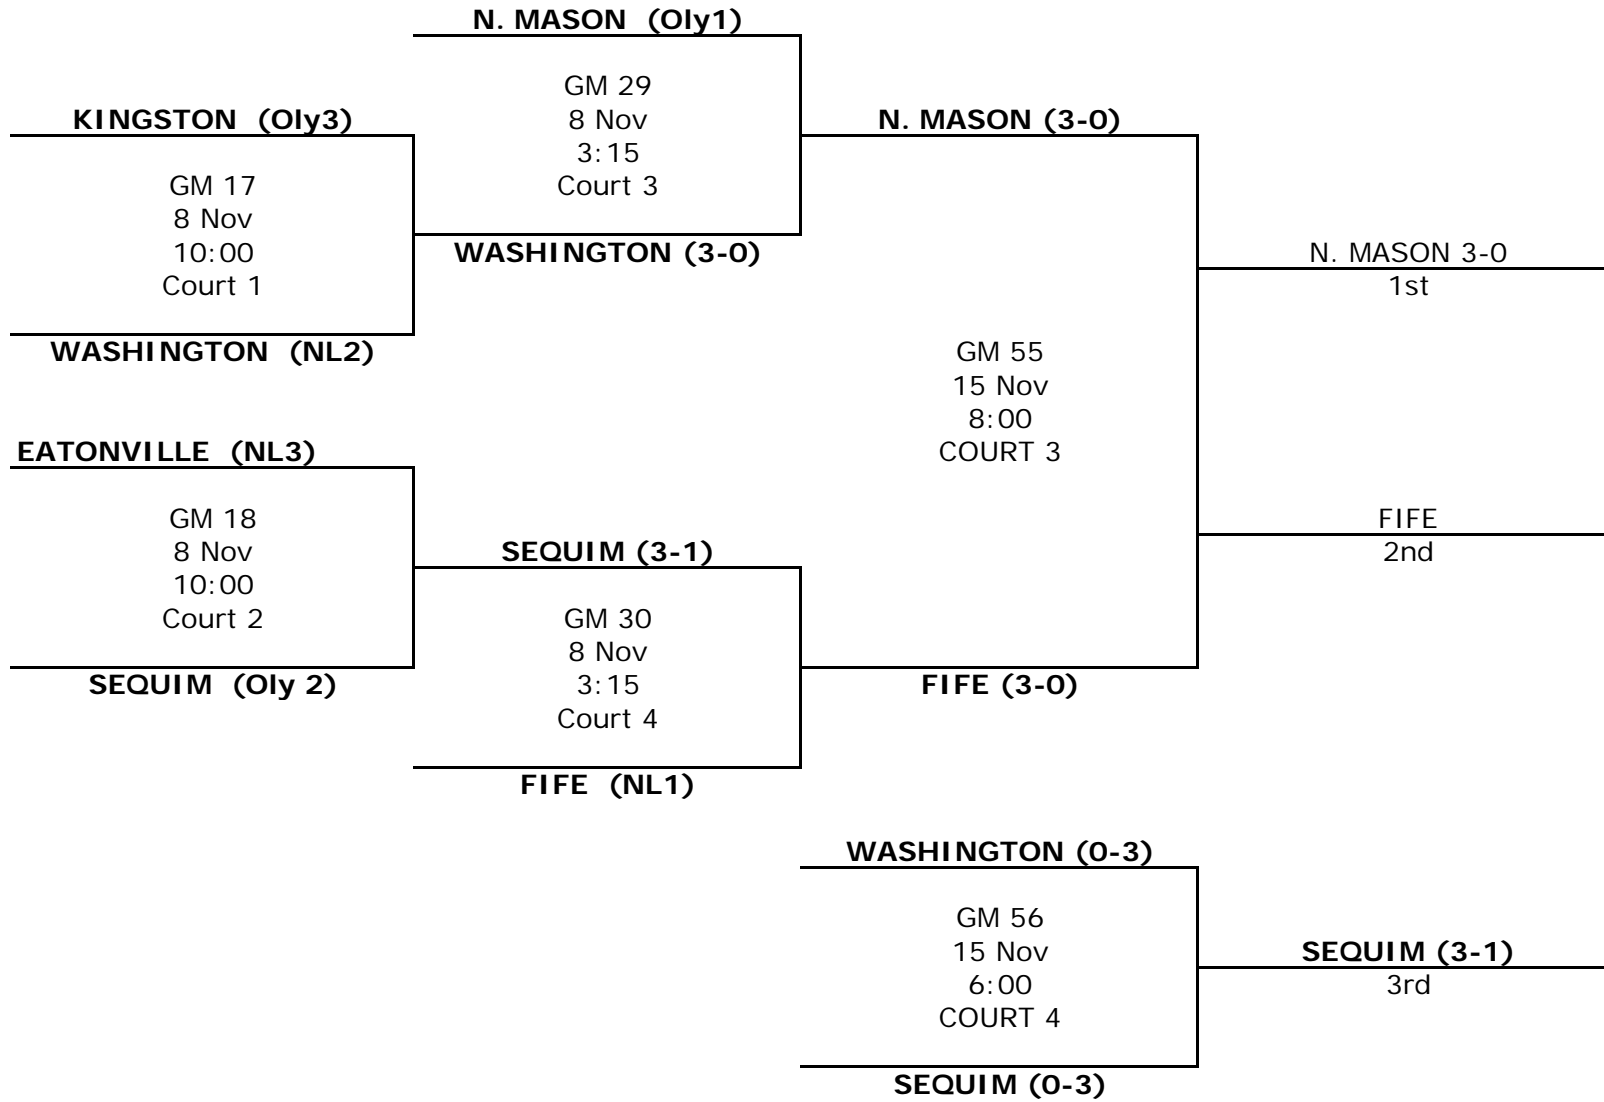 N. MASON (Oly1)
GM 29
8 Nov
3:15
Court 3
KINGSTON (Oly3)
N. MASON (3-0)
GM 17
8 Nov
10:00
Court 1
WASHINGTON (3-0)
N. MASON 3-0
1st
WASHINGTON (NL2)
GM 55
15 Nov
8:00
COURT 3
EATONVILLE (NL3)
GM 18
8 Nov
10:00
Court 2
SEQUIM (3-1)
FIFE
2nd
GM 30
8 Nov
3:15
Court 4
SEQUIM (Oly 2)
FIFE (3-0)
FIFE (NL1)
WASHINGTON (0-3)
GM 56
15 Nov
6:00
COURT 4
SEQUIM (3-1)
3rd
SEQUIM (0-3)